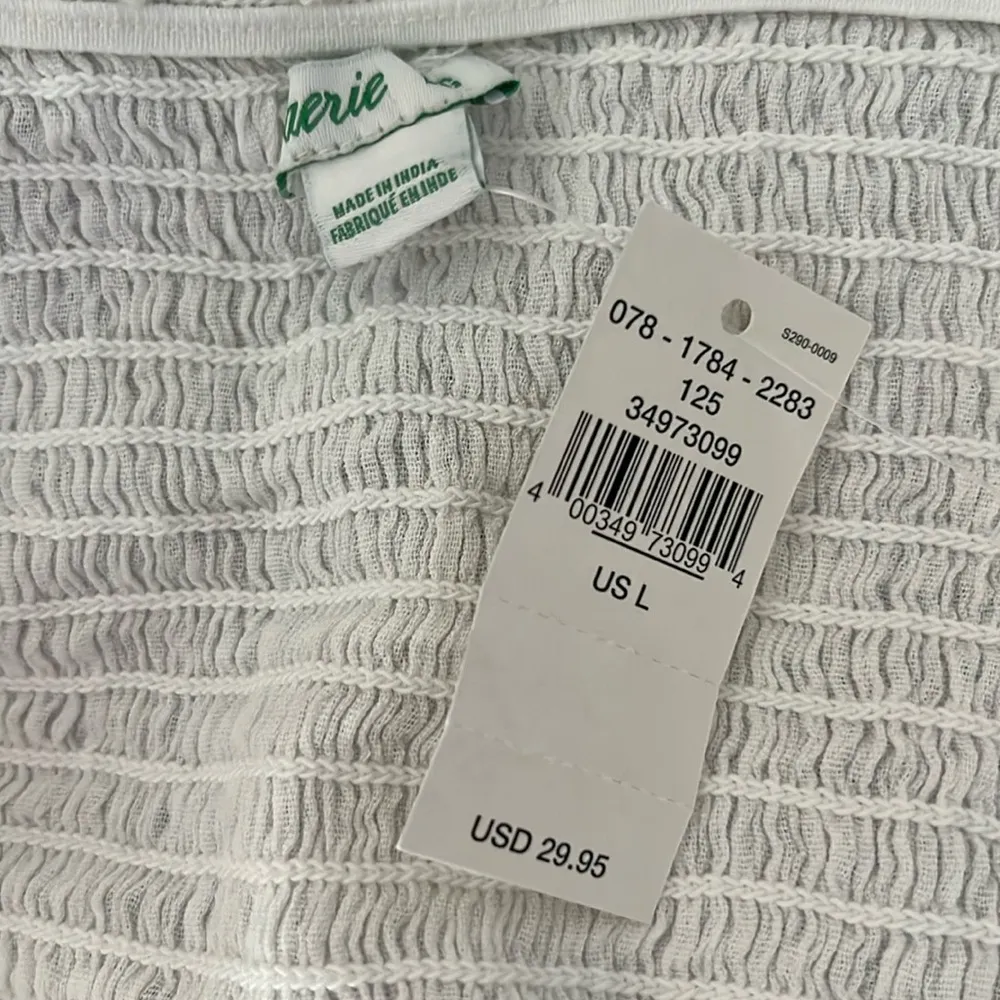 aerie
MADE IN INDIA
FABRIQUÉ EN INDE
S290-0009
078 - 1784 - 2283
125
34973099
4 00349 73099 4
US L
USD 29.95